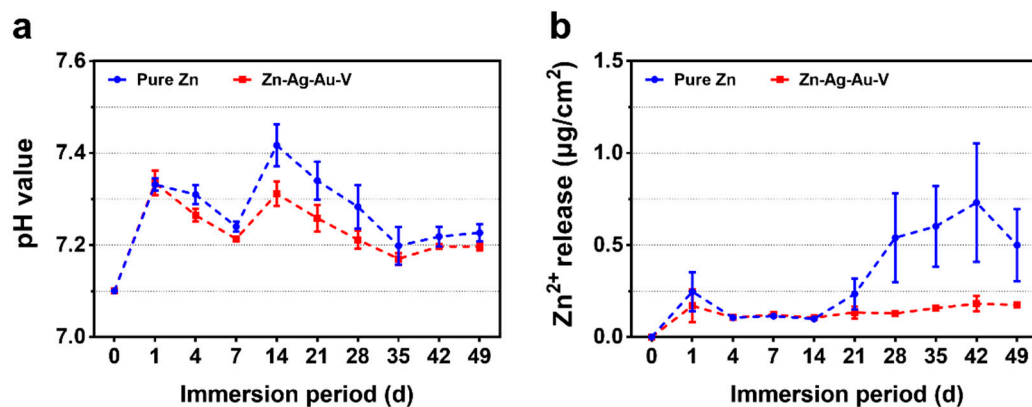 a
b
7.6
7.4
7.2
7.0
pH value
Pure Zn
Zn-Ag-Au-V
0 1 4 7 14 21 28 35 42 49
Immersion period (d)
1.5
1.0
0.5
0.0
Zn²⁺ release (μg/cm²)
Pure Zn
Zn-Ag-Au-V
0 1 4 7 14 21 28 35 42 49
Immersion period (d)